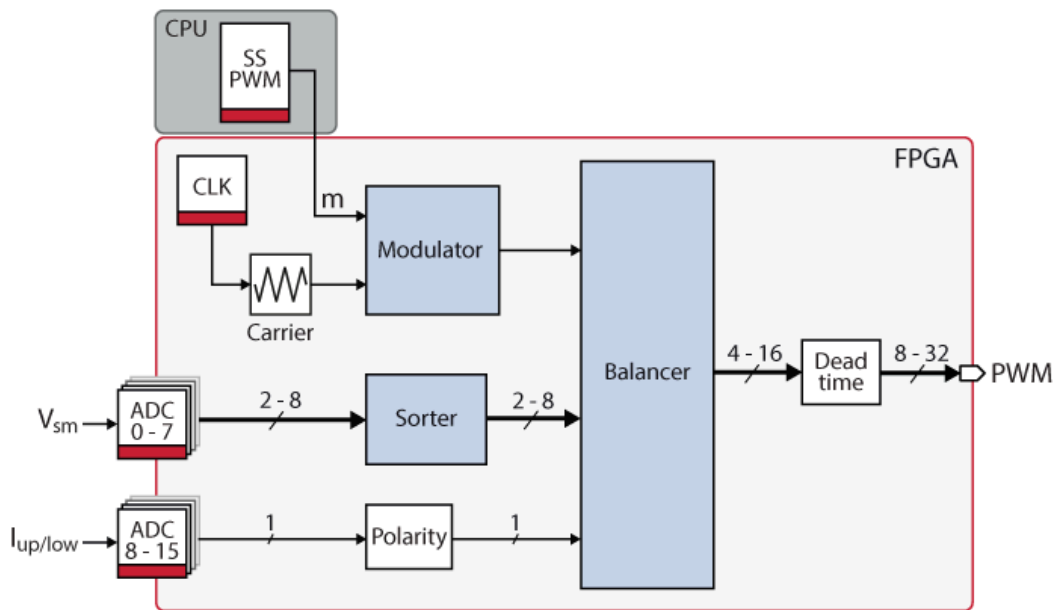 CPU
SS
PWM
FPGA
CLK
m
Modulator
Carrier
Balancer
4 - 16
Dead
time
8 - 32
PWM
Vsm
ADC
0 - 7
2 - 8
Sorter
2 - 8
Iup/low
ADC
8 - 15
1
Polarity
1